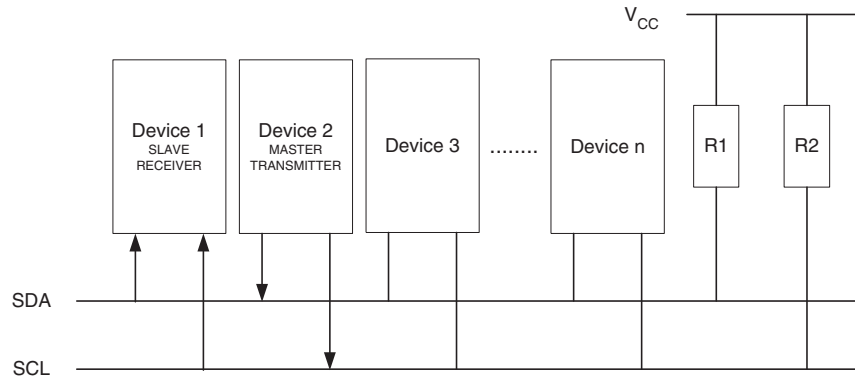 VCC
Device 1
SLAVE
RECEIVER
Device 2
MASTER
TRANSMITTER
Device 3
........
Device n
R1
R2
SDA
SCL